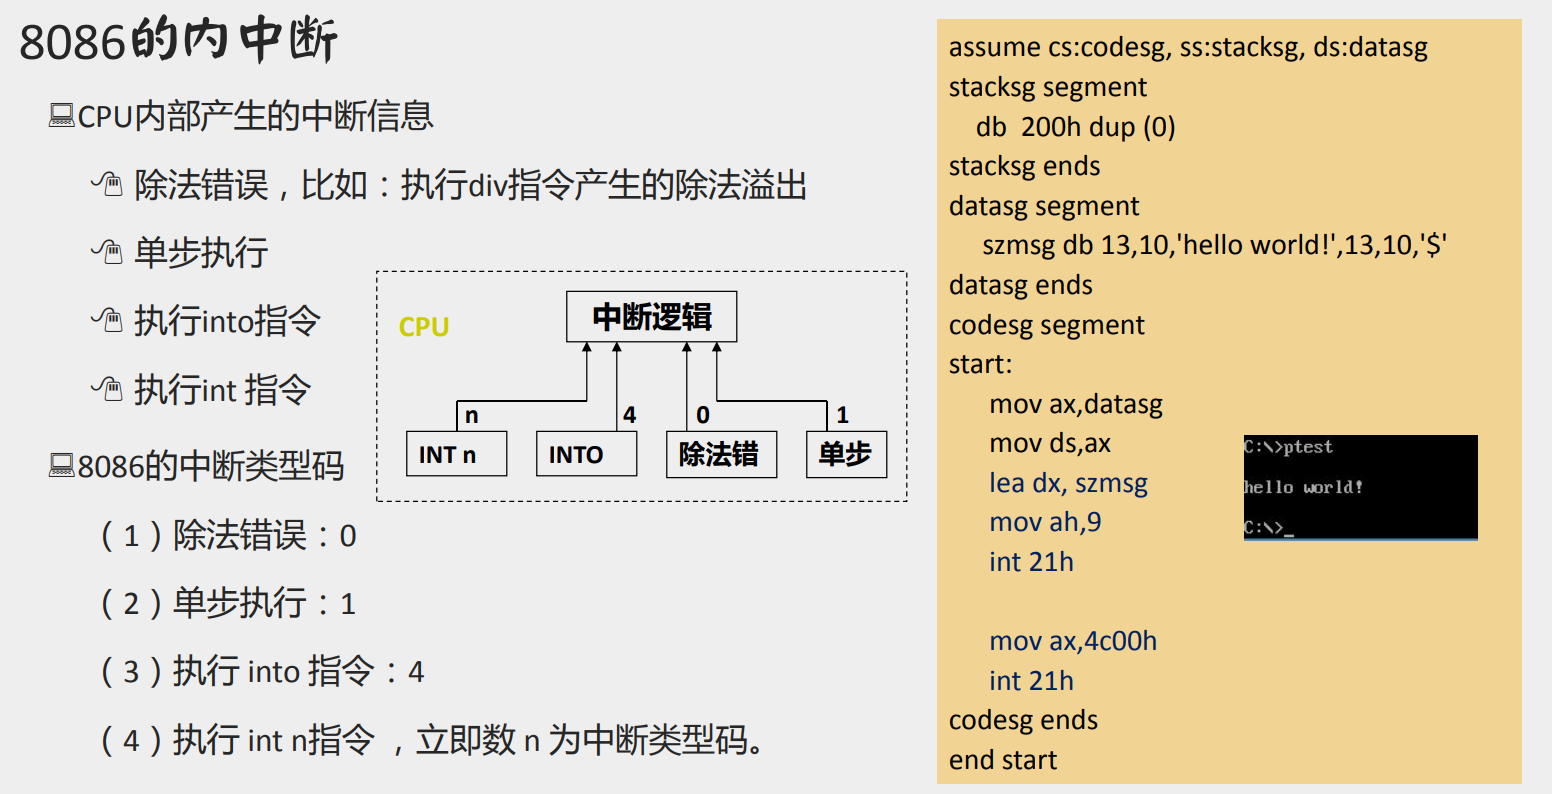 8086的内中断
CPU内部产生的中断信息
除法错误，比如：执行div指令产生的除法溢出
单步执行
执行into指令
执行int 指令
CPU
中断逻辑
n
4
0
1
INT n
INTO
除法错
单步
8086的中断类型码
（1）除法错误：0
（2）单步执行：1
（3）执行 into 指令：4
（4）执行 int n指令 ，立即数 n 为中断类型码。
assume cs:codesg, ss:stacksg, ds:datasg
stacksg segment
db  200h dup (0)
stacksg ends
datasg segment
szmsg db 13,10,'hello world!',13,10,'$'
datasg ends
codesg segment
start:
mov ax,datasg
mov ds,ax
lea dx, szmsg
mov ah,9
int 21h
mov ax,4c00h
int 21h
codesg ends
end start
C:\>ptest
hello world!
C:\>_